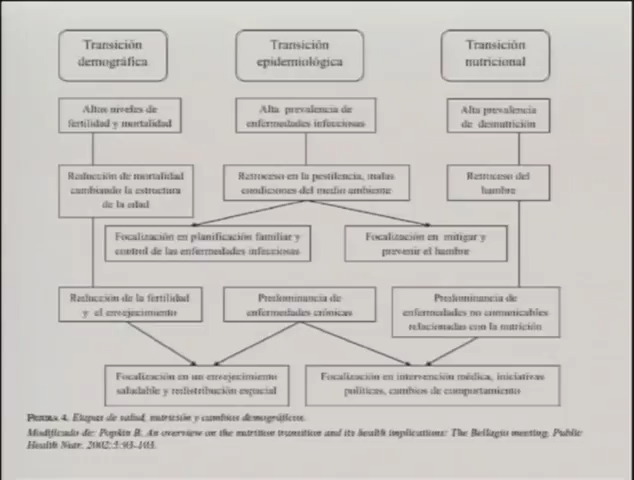 Transición
demográfica
Transición
epidemiológica
Transición
nutricional
Altos niveles de
fertilidad y mortalidad
Alta prevalencia de
enfermedades infecciosas
Alta prevalencia
de desnutrición
Reducción de mortalidad
cambiando la estructura
de la edad
Retroceso en la pestilencia, malas
condiciones del medio ambiente
Retroceso del
hambre
Focalización en planificación familiar y
control de las enfermedades infecciosas
Focalización en mitigar y
prevenir el hambre
Reducción de la fertilidad
y el envejecimiento
Predominancia de
enfermedades crónicas
Predominancia de
enfermedades no comunicables
relacionadas con la nutrición
Focalización en un envejecimiento
saludable y redistribución espacial
Focalización en intervención médica, iniciativas
políticas, cambios de comportamiento
Figura 4. Etapas de salud, nutrición y cambios demográficos.
Modificado de: Popkin B. An overview on the nutrition transition and its health implications: The Bellagio meeting. Public
Health Nutr. 2002;5:93-103.